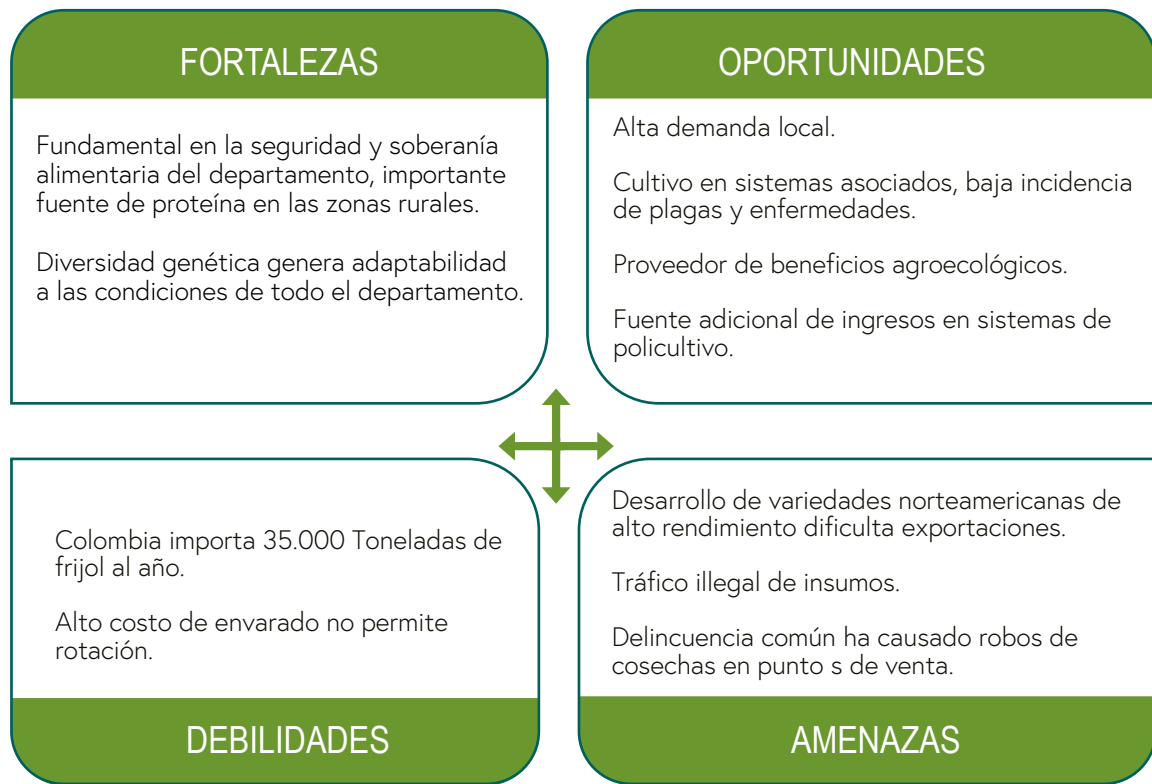 FORTALEZAS
Fundamental en la seguridad y soberanía
alimentaria del departamento, importante
fuente de proteína en las zonas rurales.
Diversidad genética genera adaptabilidad
a las condiciones de todo el departamento.
OPORTUNIDADES
Alta demanda local.
Cultivo en sistemas asociados, baja incidencia
de plagas y enfermedades.
Proveedor de beneficios agroecológicos.
Fuente adicional de ingresos en sistemas de
policultivo.
Colombia importa 35.000 Toneladas de
frijol al año.
Alto costo de envarado no permite
rotación.
DEBILIDADES
Desarrollo de variedades norteamericanas de
alto rendimiento dificulta exportaciones.
Tráfico illegal de insumos.
Delincuencia común ha causado robos de
cosechas en punto s de venta.
AMENAZAS